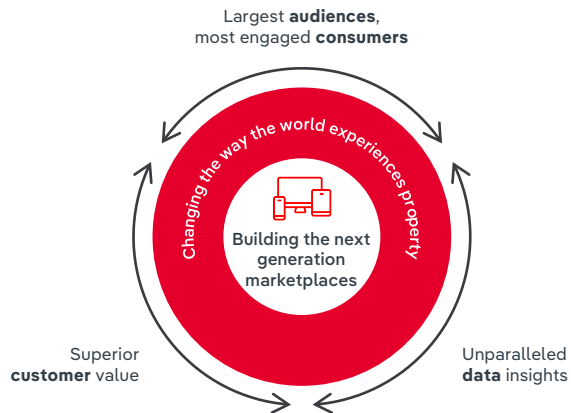 Largest audiences,
most engaged consumers
Changing the way the world experiences property
Building the next
generation
marketplaces
Superior
customer value
Unparalleled
data insights